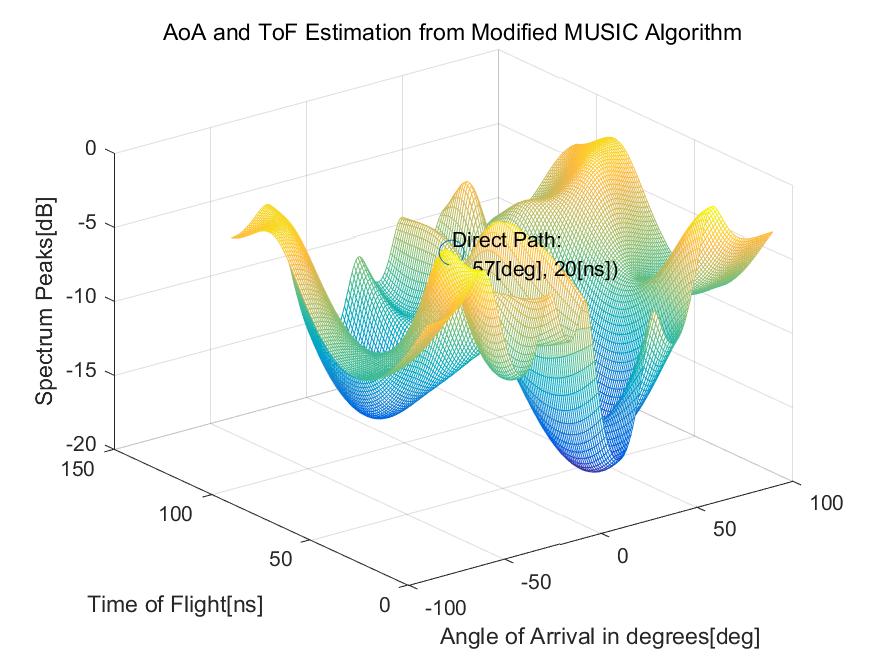 AoA and ToF Estimation from Modified MUSIC Algorithm
0
-5
-10
-15
-20
Spectrum Peaks[dB]
150
100
50
0
Time of Flight[ns]
-100
-50
0
50
100
Angle of Arrival in degrees[deg]
Direct Path:
57[deg], 20[ns])